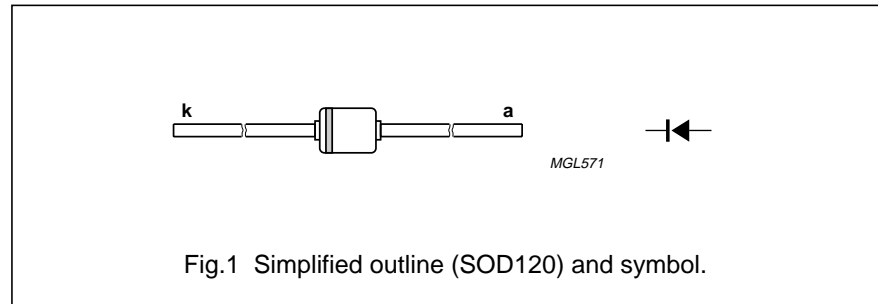 k
a
MGL571
Fig.1 Simplified outline (SOD120) and symbol.